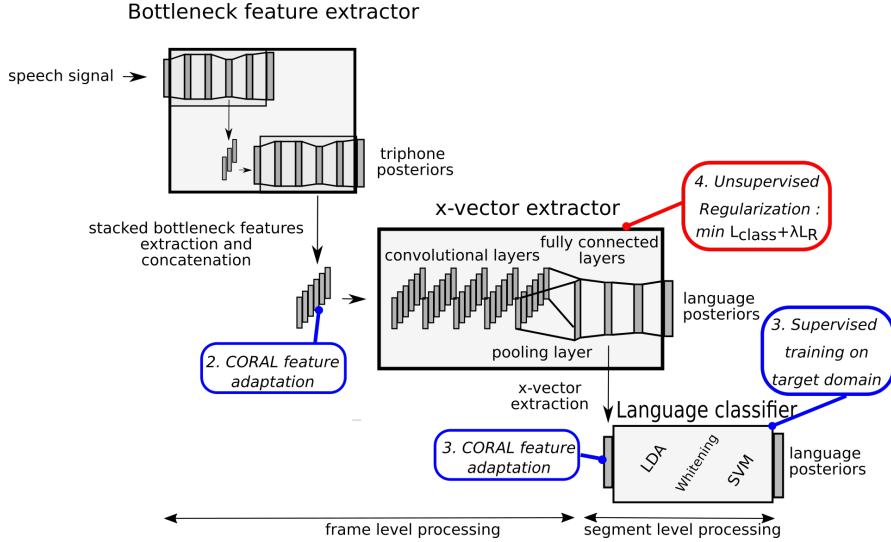 Bottleneck feature extractor
speech signal
triphone
posteriors
stacked bottleneck features
extraction and
concatenation
2. CORAL feature
adaptation
x-vector extractor
convolutional layers
fully connected
layers
pooling layer
4. Unsupervised
Regularization :
min Lclass+λLR
language
posteriors
3. Supervised
training on
target domain
x-vector
extraction
Language classifier
3. CORAL feature
adaptation
LDA
Whitening
SVM
language
posteriors
frame level processing
segment level processing